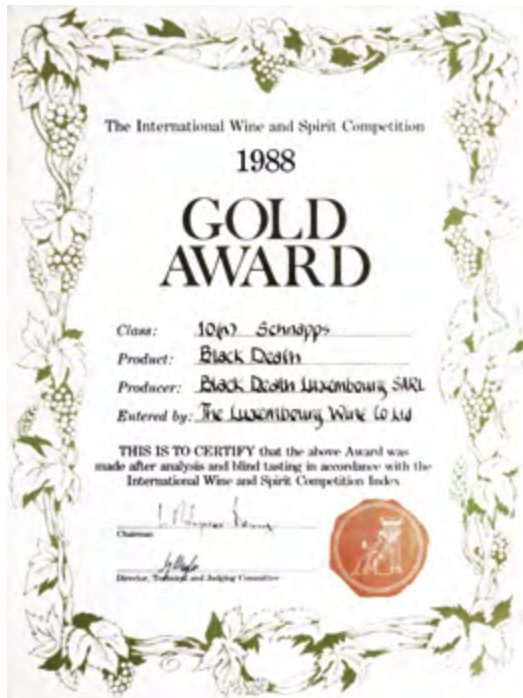 The International Wine and Spirit Competition
1988
GOLD
AWARD
Class: 10(n) Schnapps
Product: Black Death
Producer: Black Death Luxembourg SARL
Entered by: The Luxembourg Wine Co Ltd
THIS IS TO CERTIFY that the above Award was
made after analysis and blind tasting in accordance with the
International Wine and Spirit Competition Index
Chairman
Director, Technical and Judging Committee